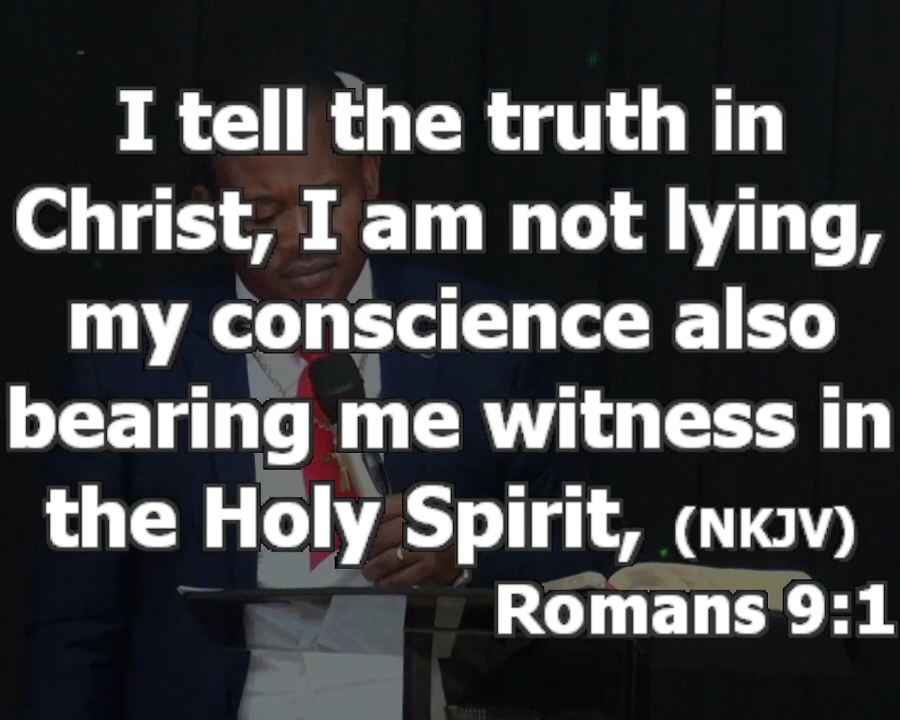 I tell the truth in
Christ, I am not lying,
my conscience also
bearing me witness in
the Holy Spirit, (NKJV)
Romans 9:1